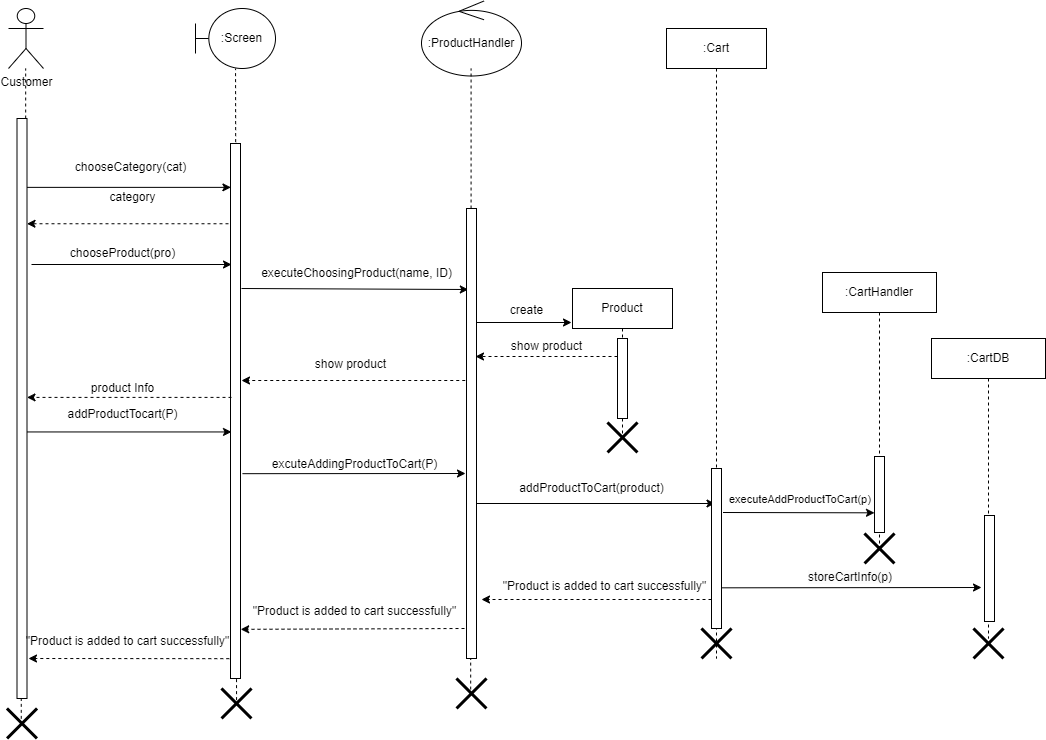 :Screen
:ProductHandler
:Cart
Customer
chooseCategory(cat)
category
chooseProduct(pro)
executeChoosingProduct(name, ID)
:CartHandler
create
Product
show product
:CartDB
show product
product Info
addProductTocart(P)
excuteAddingProductToCart(P)
addProductToCart(product)
executeAddProductToCart(p)
storeCartInfo(p)
"Product is added to cart successfully"
"Product is added to cart successfully"
"Product is added to cart successfully"